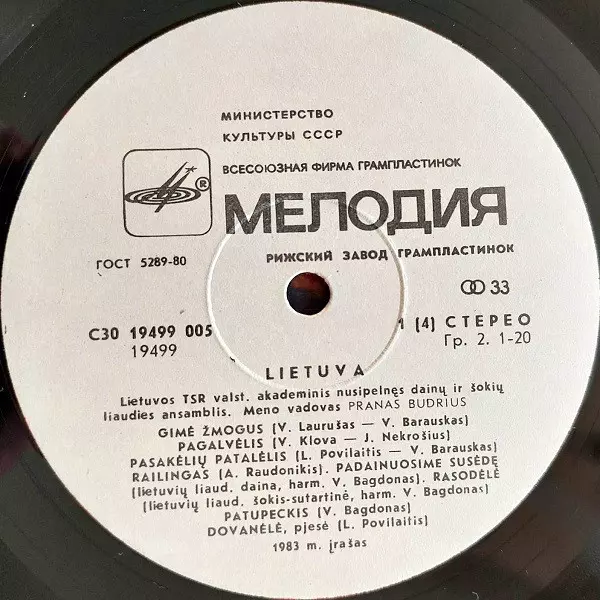 МИНИСТЕРСТВО
КУЛЬТУРЫ СССР
ВСЕСОЮЗНАЯ ФИРМА ГРАМПЛАСТИНОК
®
МЕЛОДИЯ
ГОСТ 5289-80
РИЖСКИЙ ЗАВОД ГРАМПЛАСТИНОК
33
С30 19499 005
1 (4) СТЕРЕО
19499
Гр. 2. 1-20
LIETUVA
Lietuvos TSR valst. akademinis nusipelnęs dainų ir šokių
liaudies ansamblis. Meno vadovas PRANAS BUDRIUS
GIMĖ ŽMOGUS (V. Laurušas — V. Barauskas)
PAGALVĖLIS (V. Klova — J. Nekrošius)
PASAKĖLIŲ PATALĖLIS (L. Povilaitis — V. Barauskas)
RAILINGAS (A. Raudonikis). PADAINUOSIME SUSĖDĘ
(lietuvių liaud. daina, harm. V. Bagdonas). RASODĖLĖ
(lietuvių liaud. šokis-sutartinė, harm. V. Bagdonas)
PATUPECKIS (V. Bagdonas)
DOVANĖLĖ, pjesė (L. Povilaitis)
1983 m. įrašas